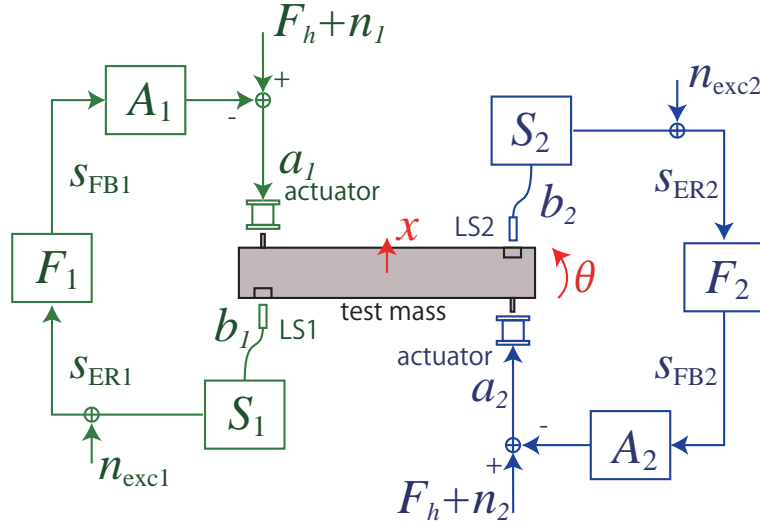 F_h+n_1
A_1
+
-
n_exc2
S_2
s_FB1
a_1
actuator
s_ER2
b_2
LS2
x
F_1
θ
F_2
test mass
b_1
LS1
actuator
s_ER1
s_FB2
a_2
S_1
-
A_2
n_exc1
+
F_h+n_2